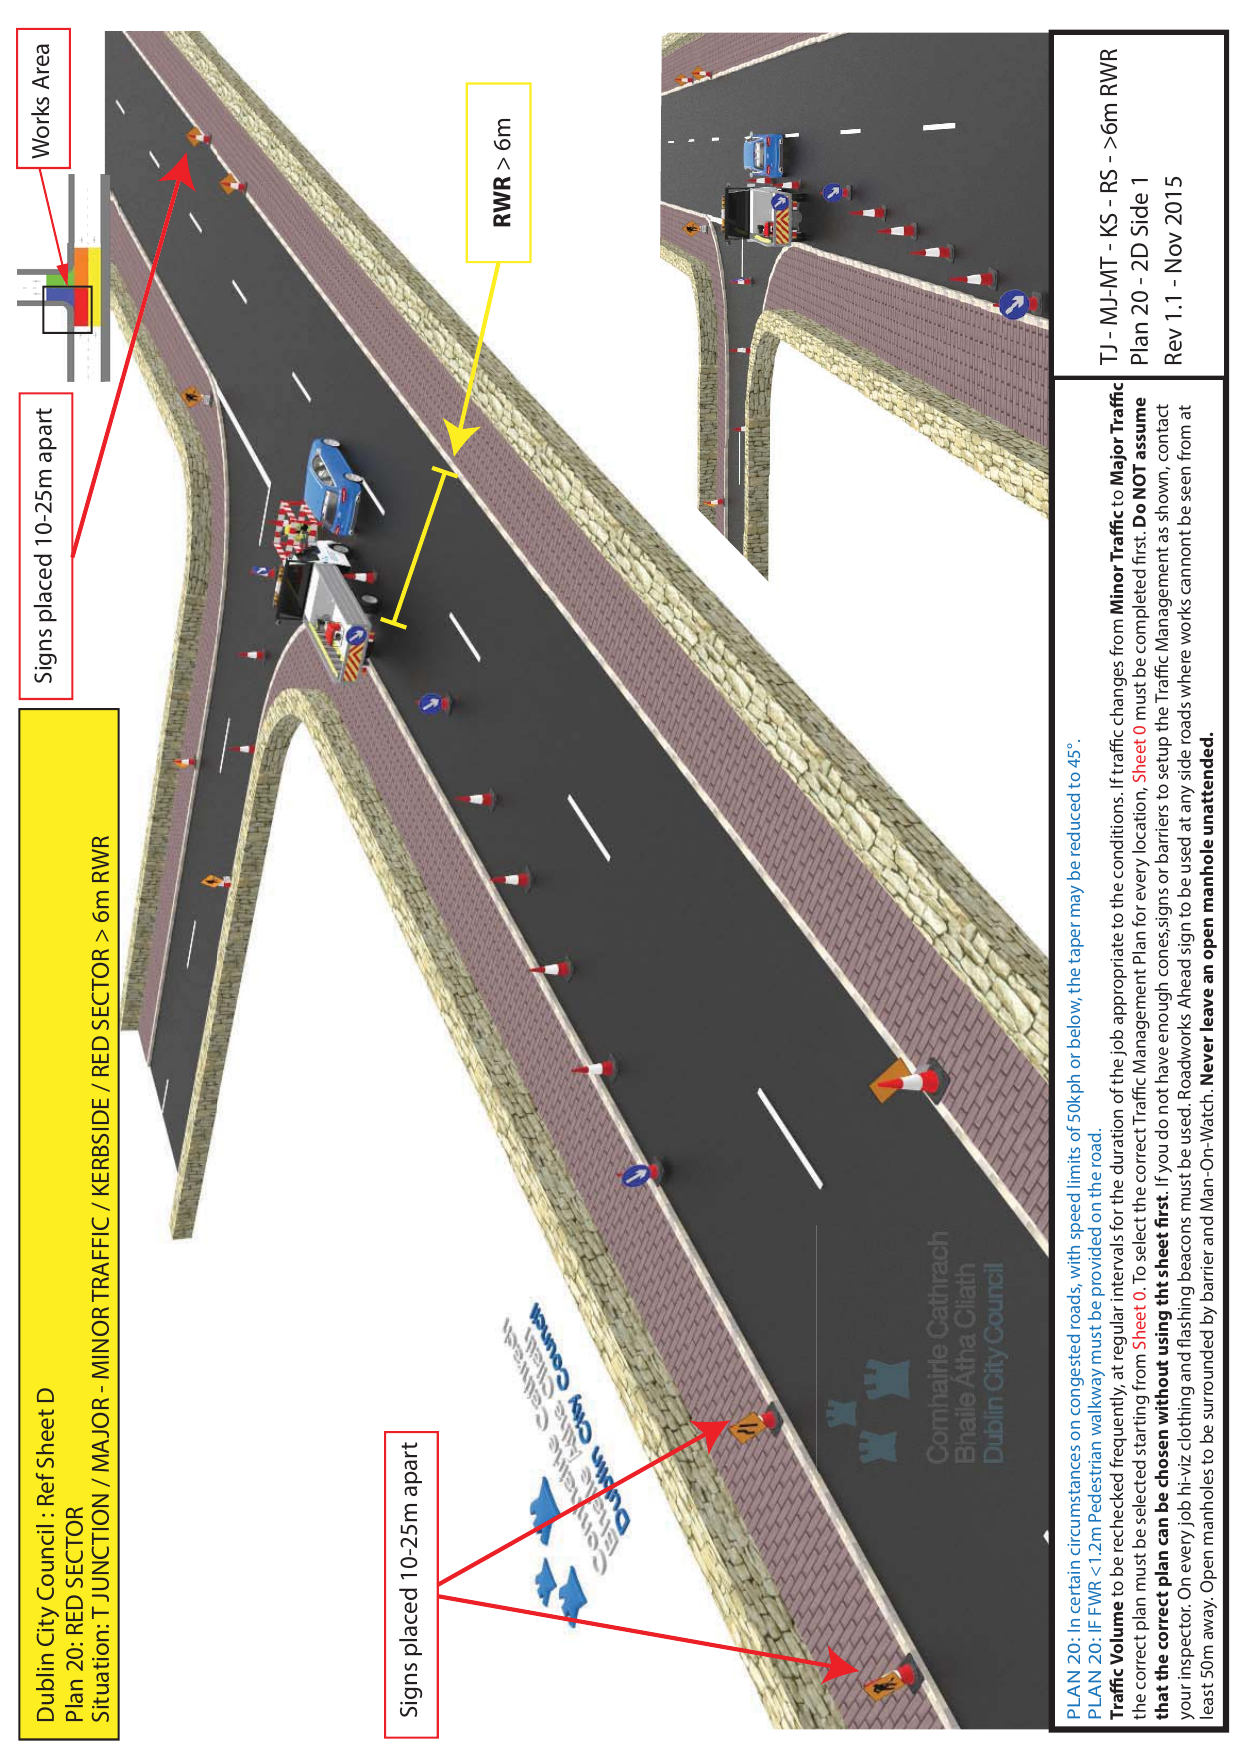 Dublin City Council : Ref Sheet D
Plan 20: RED SECTOR
Situation: T JUNCTION / MAJOR - MINOR TRAFFIC / KERBSIDE / RED SECTOR > 6m RWR
Signs placed 10-25m apart
Works Area
RWR > 6m
Signs placed 10-25m apart
Comhairle Cathrach
Bhaile Átha Cliath
Dublin City Council
Comhairle Cathrach
Bhaile Átha Cliath
Dublin City Council
PLAN 20: In certain circumstances on congested roads, with speed limits of 50kph or below, the taper may be reduced to 45°.
PLAN 20: IF FWR <1.2m Pedestrian walkway must be provided on the road.
Traffic Volume to be rechecked frequently, at regular intervals for the duration of the job appropriate to the conditions. If traffic changes from Minor Traffic to Major Traffic
the correct plan must be selected starting from Sheet 0. To select the correct Traffic Management Plan for every location, Sheet 0 must be completed first. Do NOT assume
that the correct plan can be chosen without using tht sheet first. If you do not have enough cones,signs or barriers to setup the Traffic Management as shown, contact
your inspector. On every job hi-viz clothing and flashing beacons must be used. Roadworks Ahead sign to be used at any side roads where works cannont be seen from at
least 50m away. Open manholes to be surrounded by barrier and Man-On-Watch. Never leave an open manhole unattended.
TJ - MJ-MT - KS - RS - >6m RWR
Plan 20 - 2D Side 1
Rev 1.1 - Nov 2015